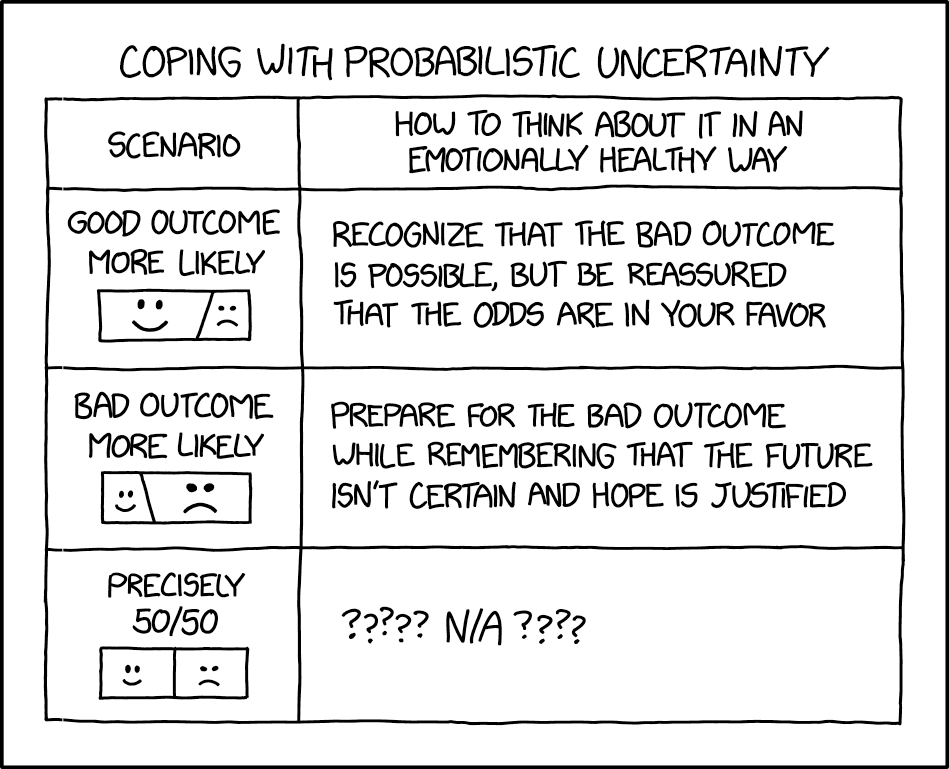 COPING WITH PROBABILISTIC UNCERTAINTY
SCENARIO
HOW TO THINK ABOUT IT IN AN
EMOTIONALLY HEALTHY WAY
GOOD OUTCOME
MORE LIKELY
RECOGNIZE THAT THE BAD OUTCOME
IS POSSIBLE, BUT BE REASSURED
THAT THE ODDS ARE IN YOUR FAVOR
BAD OUTCOME
MORE LIKELY
PREPARE FOR THE BAD OUTCOME
WHILE REMEMBERING THAT THE FUTURE
ISN'T CERTAIN AND HOPE IS JUSTIFIED
PRECISELY
50/50
????? N/A ????